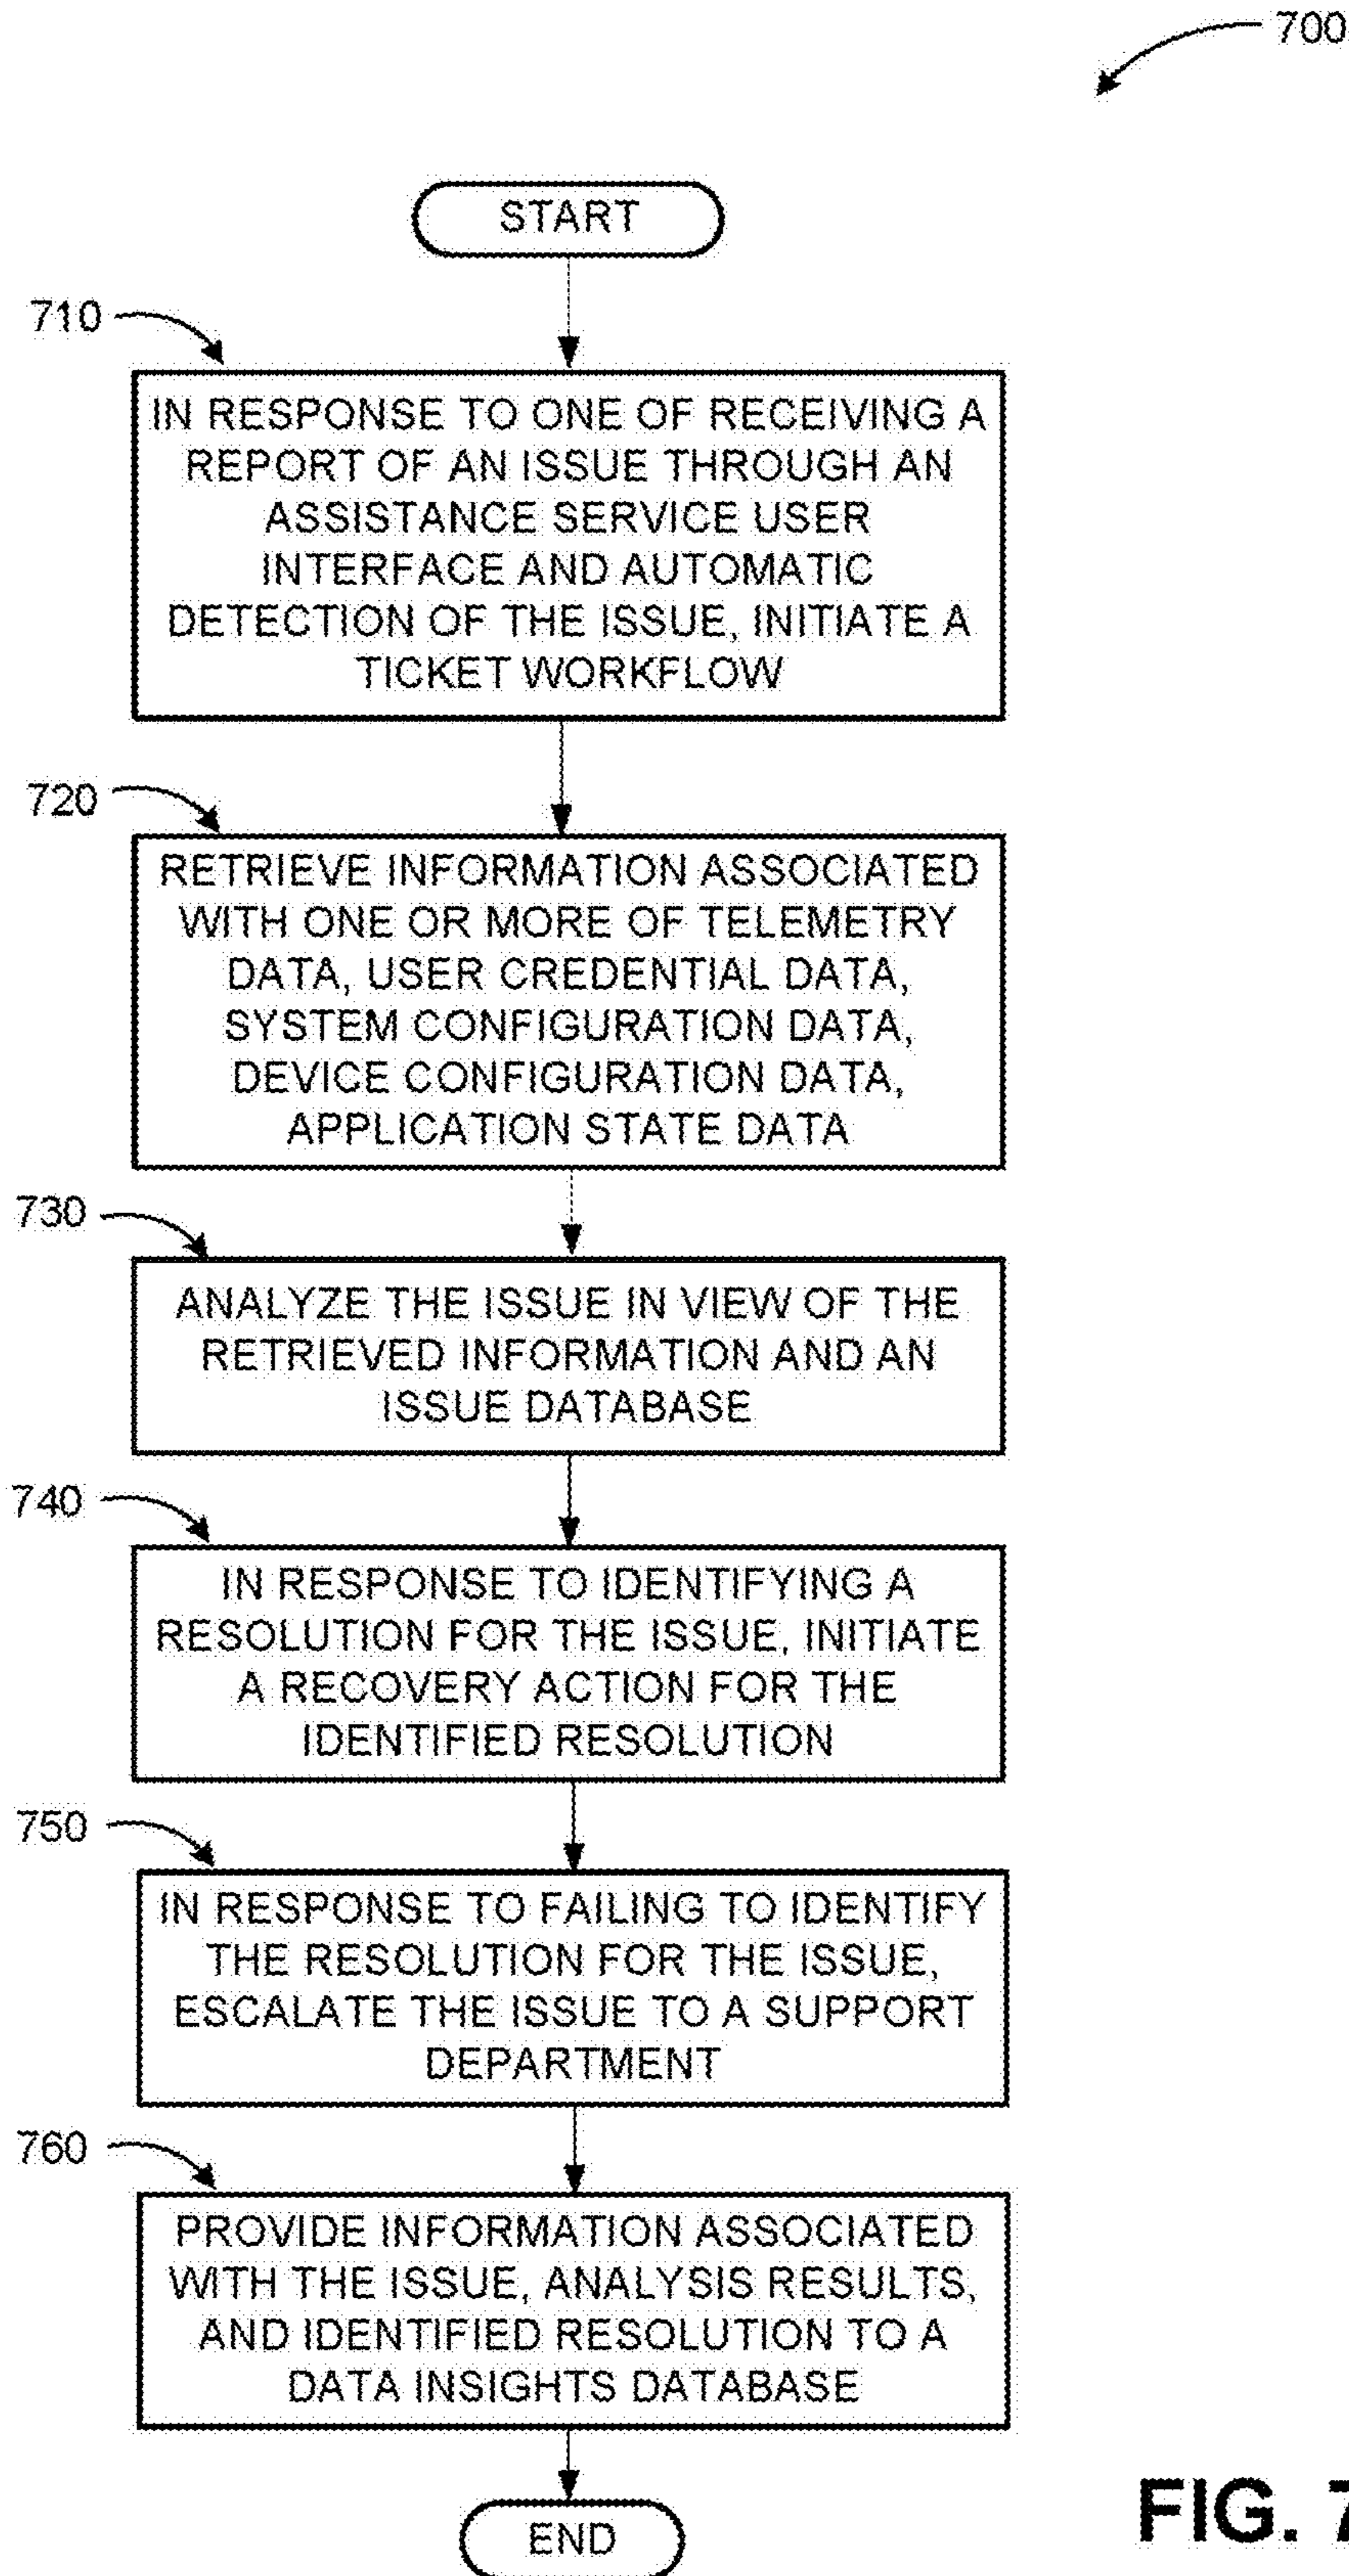 700
START
710
IN RESPONSE TO ONE OF RECEIVING A
REPORT OF AN ISSUE THROUGH AN
ASSISTANCE SERVICE USER
INTERFACE AND AUTOMATIC
DETECTION OF THE ISSUE, INITIATE A
TICKET WORKFLOW
720
RETRIEVE INFORMATION ASSOCIATED
WITH ONE OR MORE OF TELEMETRY
DATA, USER CREDENTIAL DATA,
SYSTEM CONFIGURATION DATA,
DEVICE CONFIGURATION DATA,
APPLICATION STATE DATA
730
ANALYZE THE ISSUE IN VIEW OF THE
RETRIEVED INFORMATION AND AN
ISSUE DATABASE
740
IN RESPONSE TO IDENTIFYING A
RESOLUTION FOR THE ISSUE, INITIATE
A RECOVERY ACTION FOR THE
IDENTIFIED RESOLUTION
750
IN RESPONSE TO FAILING TO IDENTIFY
THE RESOLUTION FOR THE ISSUE,
ESCALATE THE ISSUE TO A SUPPORT
DEPARTMENT
760
PROVIDE INFORMATION ASSOCIATED
WITH THE ISSUE, ANALYSIS RESULTS,
AND IDENTIFIED RESOLUTION TO A
DATA INSIGHTS DATABASE
END
FIG. 7